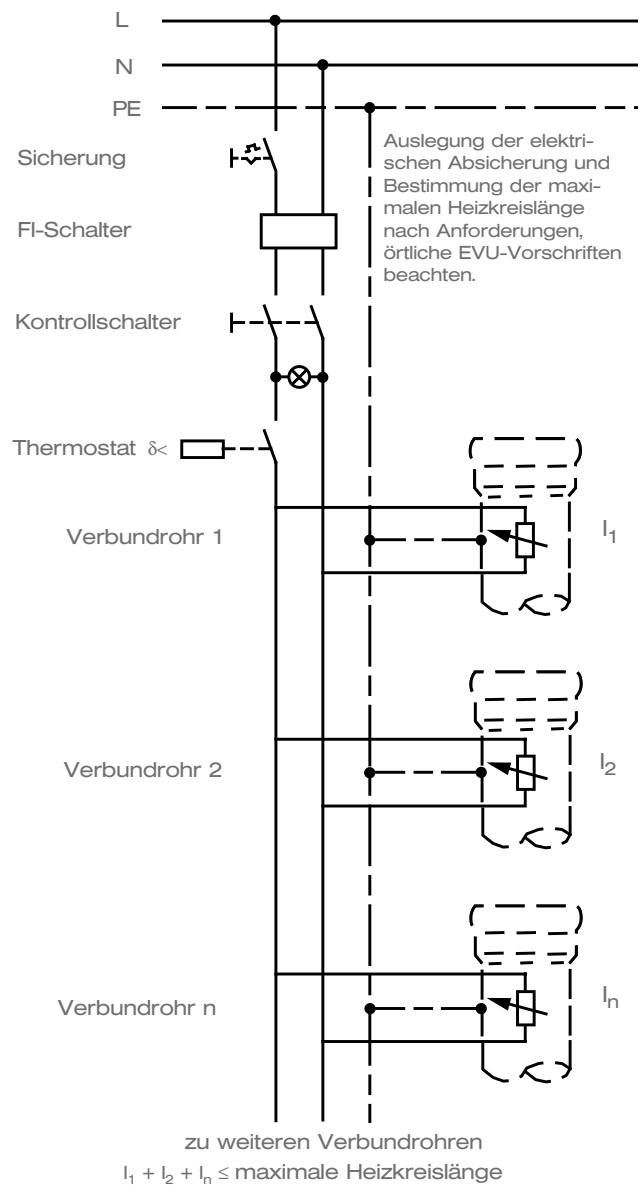 L
N
PE
Auslegung der elektri-
schen Absicherung und
Bestimmung der maxi-
malen Heizkreislänge
nach Anforderungen,
örtliche EVU-Vorschriften
beachten.
Sicherung
FI-Schalter
Kontrollschalter
Thermostat δ<
Verbundrohr 1
l₁
Verbundrohr 2
l₂
Verbundrohr n
lₙ
zu weiteren Verbundrohren
l₁ + l₂ + lₙ ≤ maximale Heizkreislänge